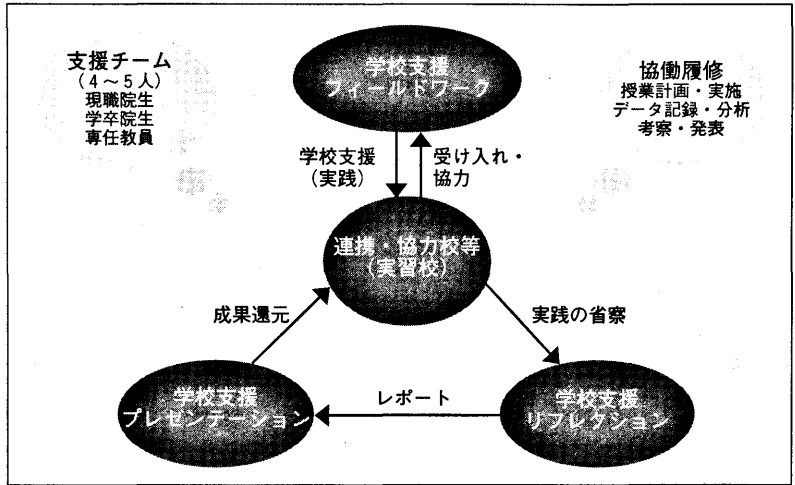 支援チーム
(4～5人)
現職院生
学卒院生
専任教員
学校支援
フィールドワーク
協働履修
授業計画・実施
データ記録・分析
考察・発表
学校支援
(実践)
受け入れ・
協力
連携・協力校等
(実習校)
成果還元
実践の省察
学校支援
プレゼンテーション
レポート
学校支援
リフレクション